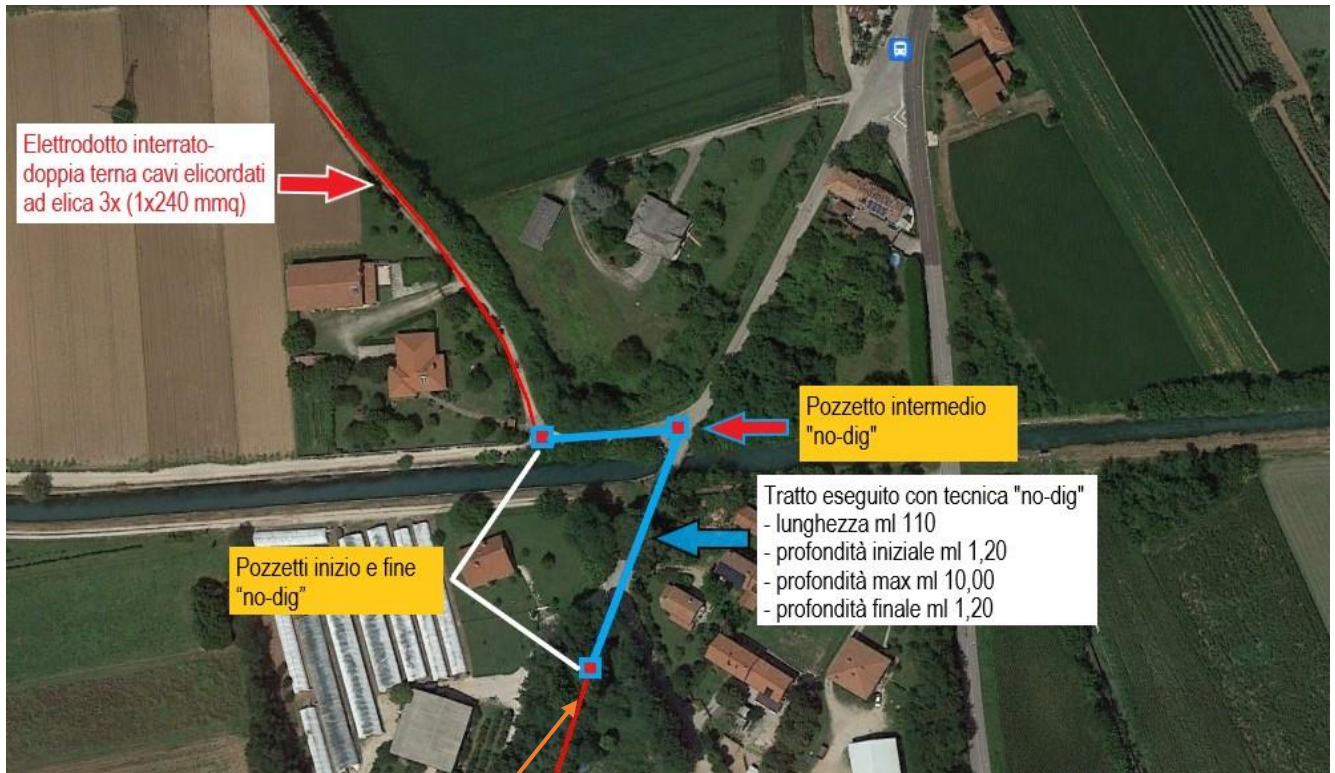 Elettrodotto interrato-
doppia terna cavi elicordati
ad elica 3x (1x240 mmq)
Pozzetto intermedio
"no-dig"
Tratto eseguito con tecnica "no-dig"
- lunghezza ml 110
- profondità iniziale ml 1,20
- profondità max ml 10,00
- profondità finale ml 1,20
Pozzetti inizio e fine
“no-dig”